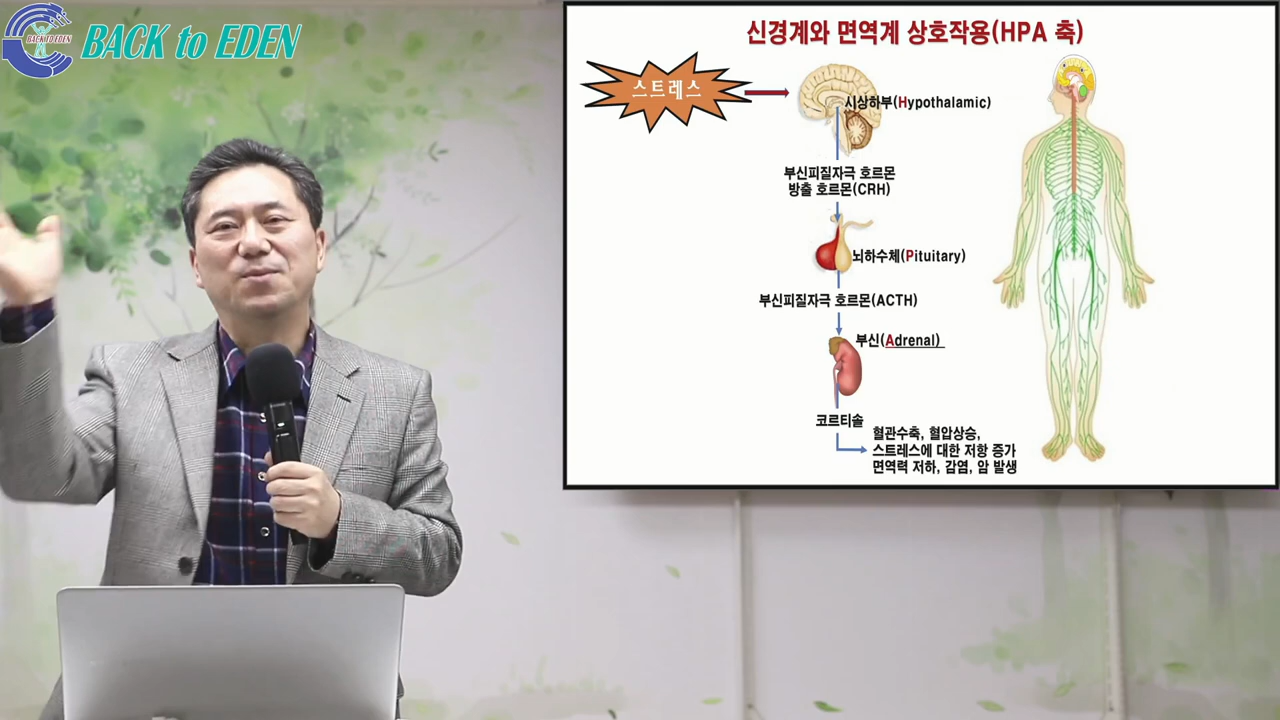 BACK TO EDEN
BACK to EDEN
신경계와 면역계 상호작용(HPA 축)
스트레스
시상하부(Hypothalamic)
부신피질자극 호르몬
방출 호르몬(CRH)
뇌하수체(Pituitary)
부신피질자극 호르몬(ACTH)
부신(Adrenal)
코르티솔
혈관수축, 혈압상승,
스트레스에 대한 저항 증가
면역력 저하, 감염, 암 발생